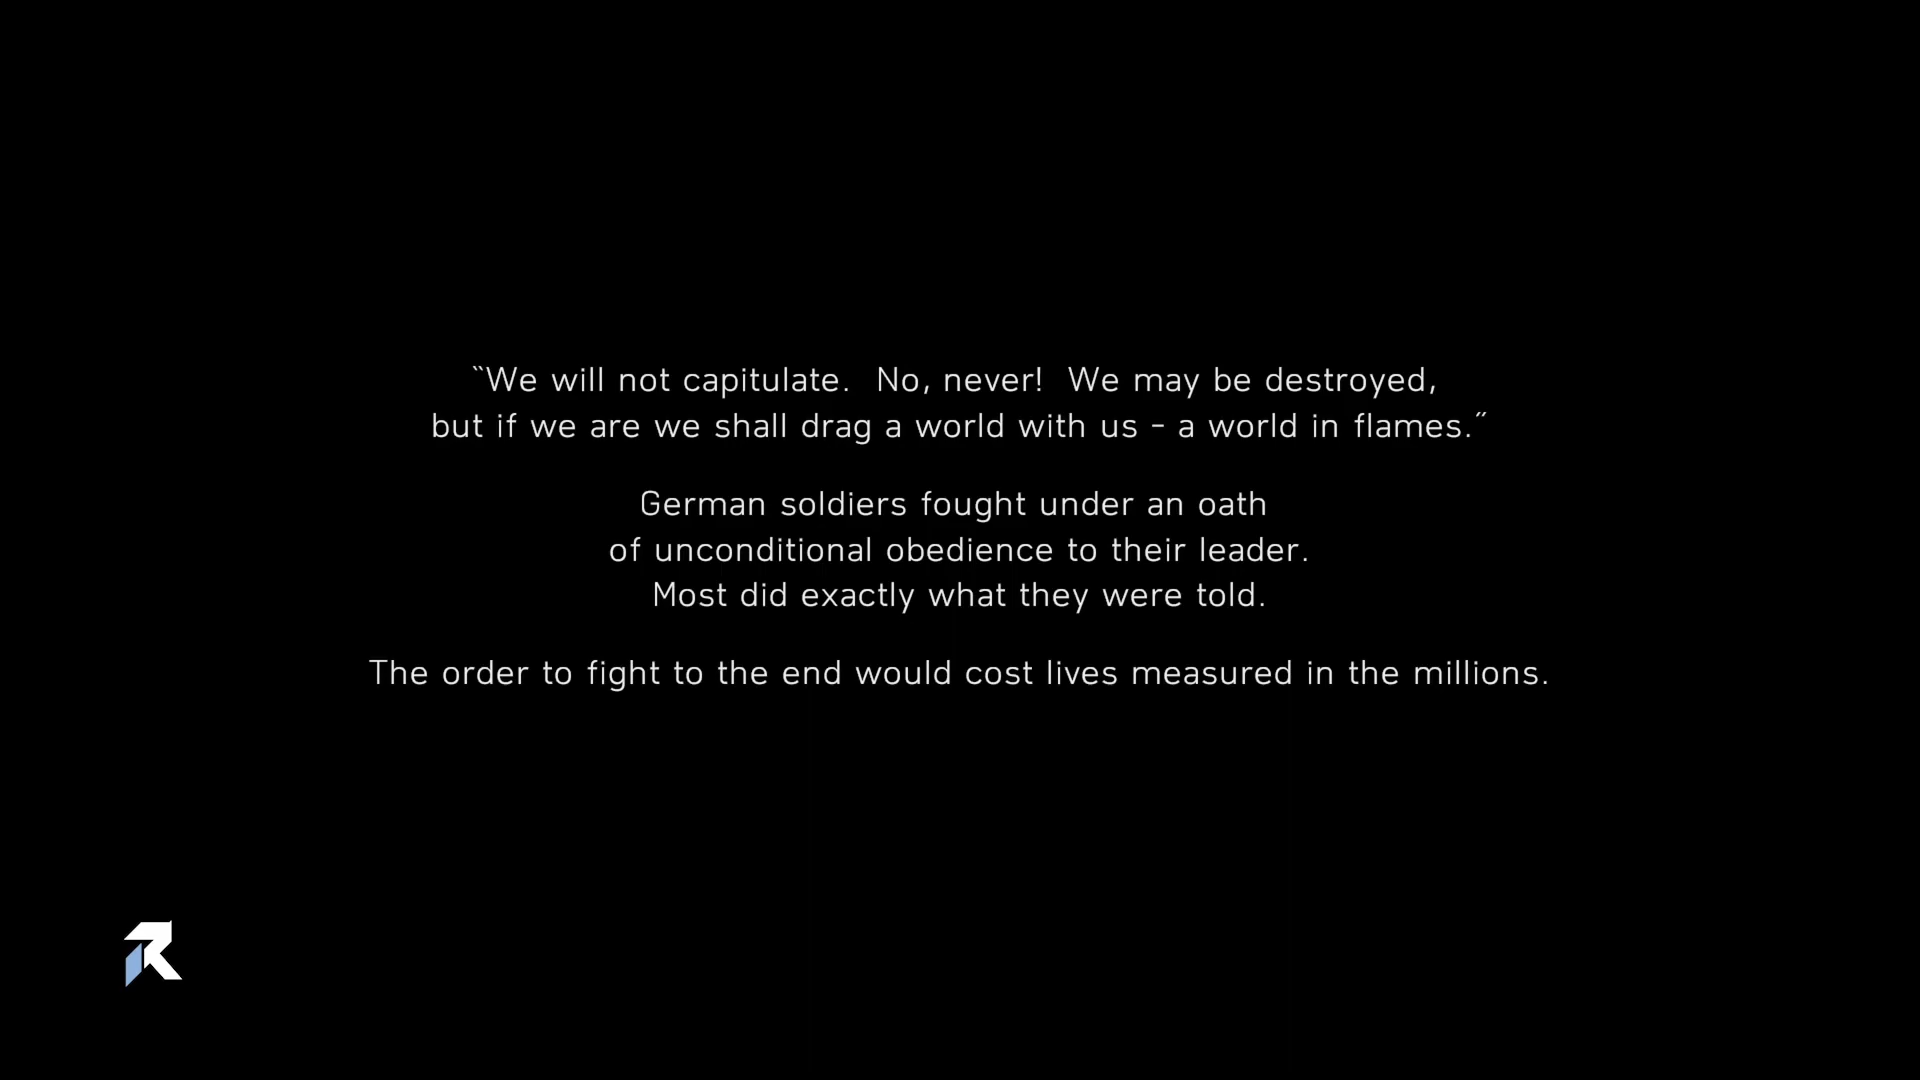 “We will not capitulate.  No, never!  We may be destroyed,
but if we are we shall drag a world with us - a world in flames.”
German soldiers fought under an oath
of unconditional obedience to their leader.
Most did exactly what they were told.
The order to fight to the end would cost lives measured in the millions.